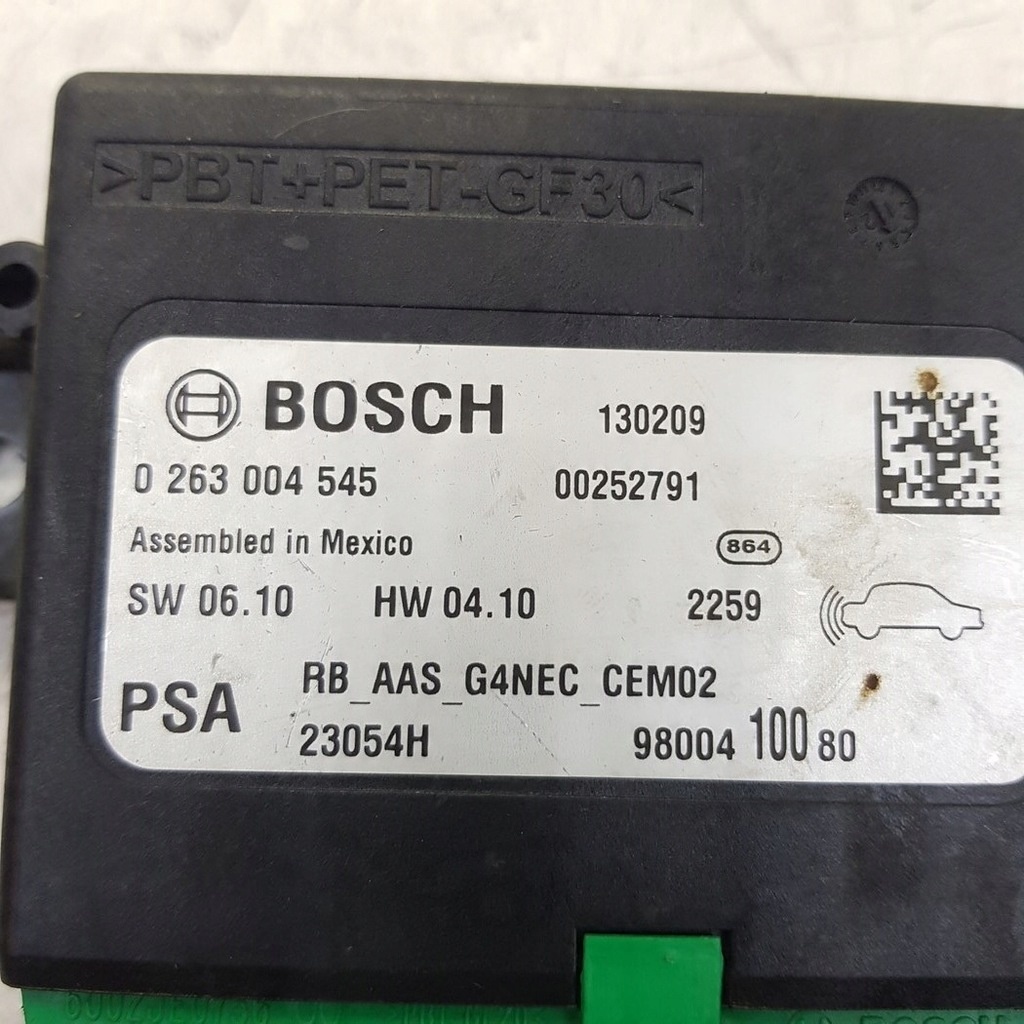 >PBT+PET-GF30<
BOSCH 130209
0 263 004 545 00252791
Assembled in Mexico 864
SW 06.10 HW 04.10 2259
RB_AAS_G4NEC_CEM02
PSA
23054H 98004 100 80